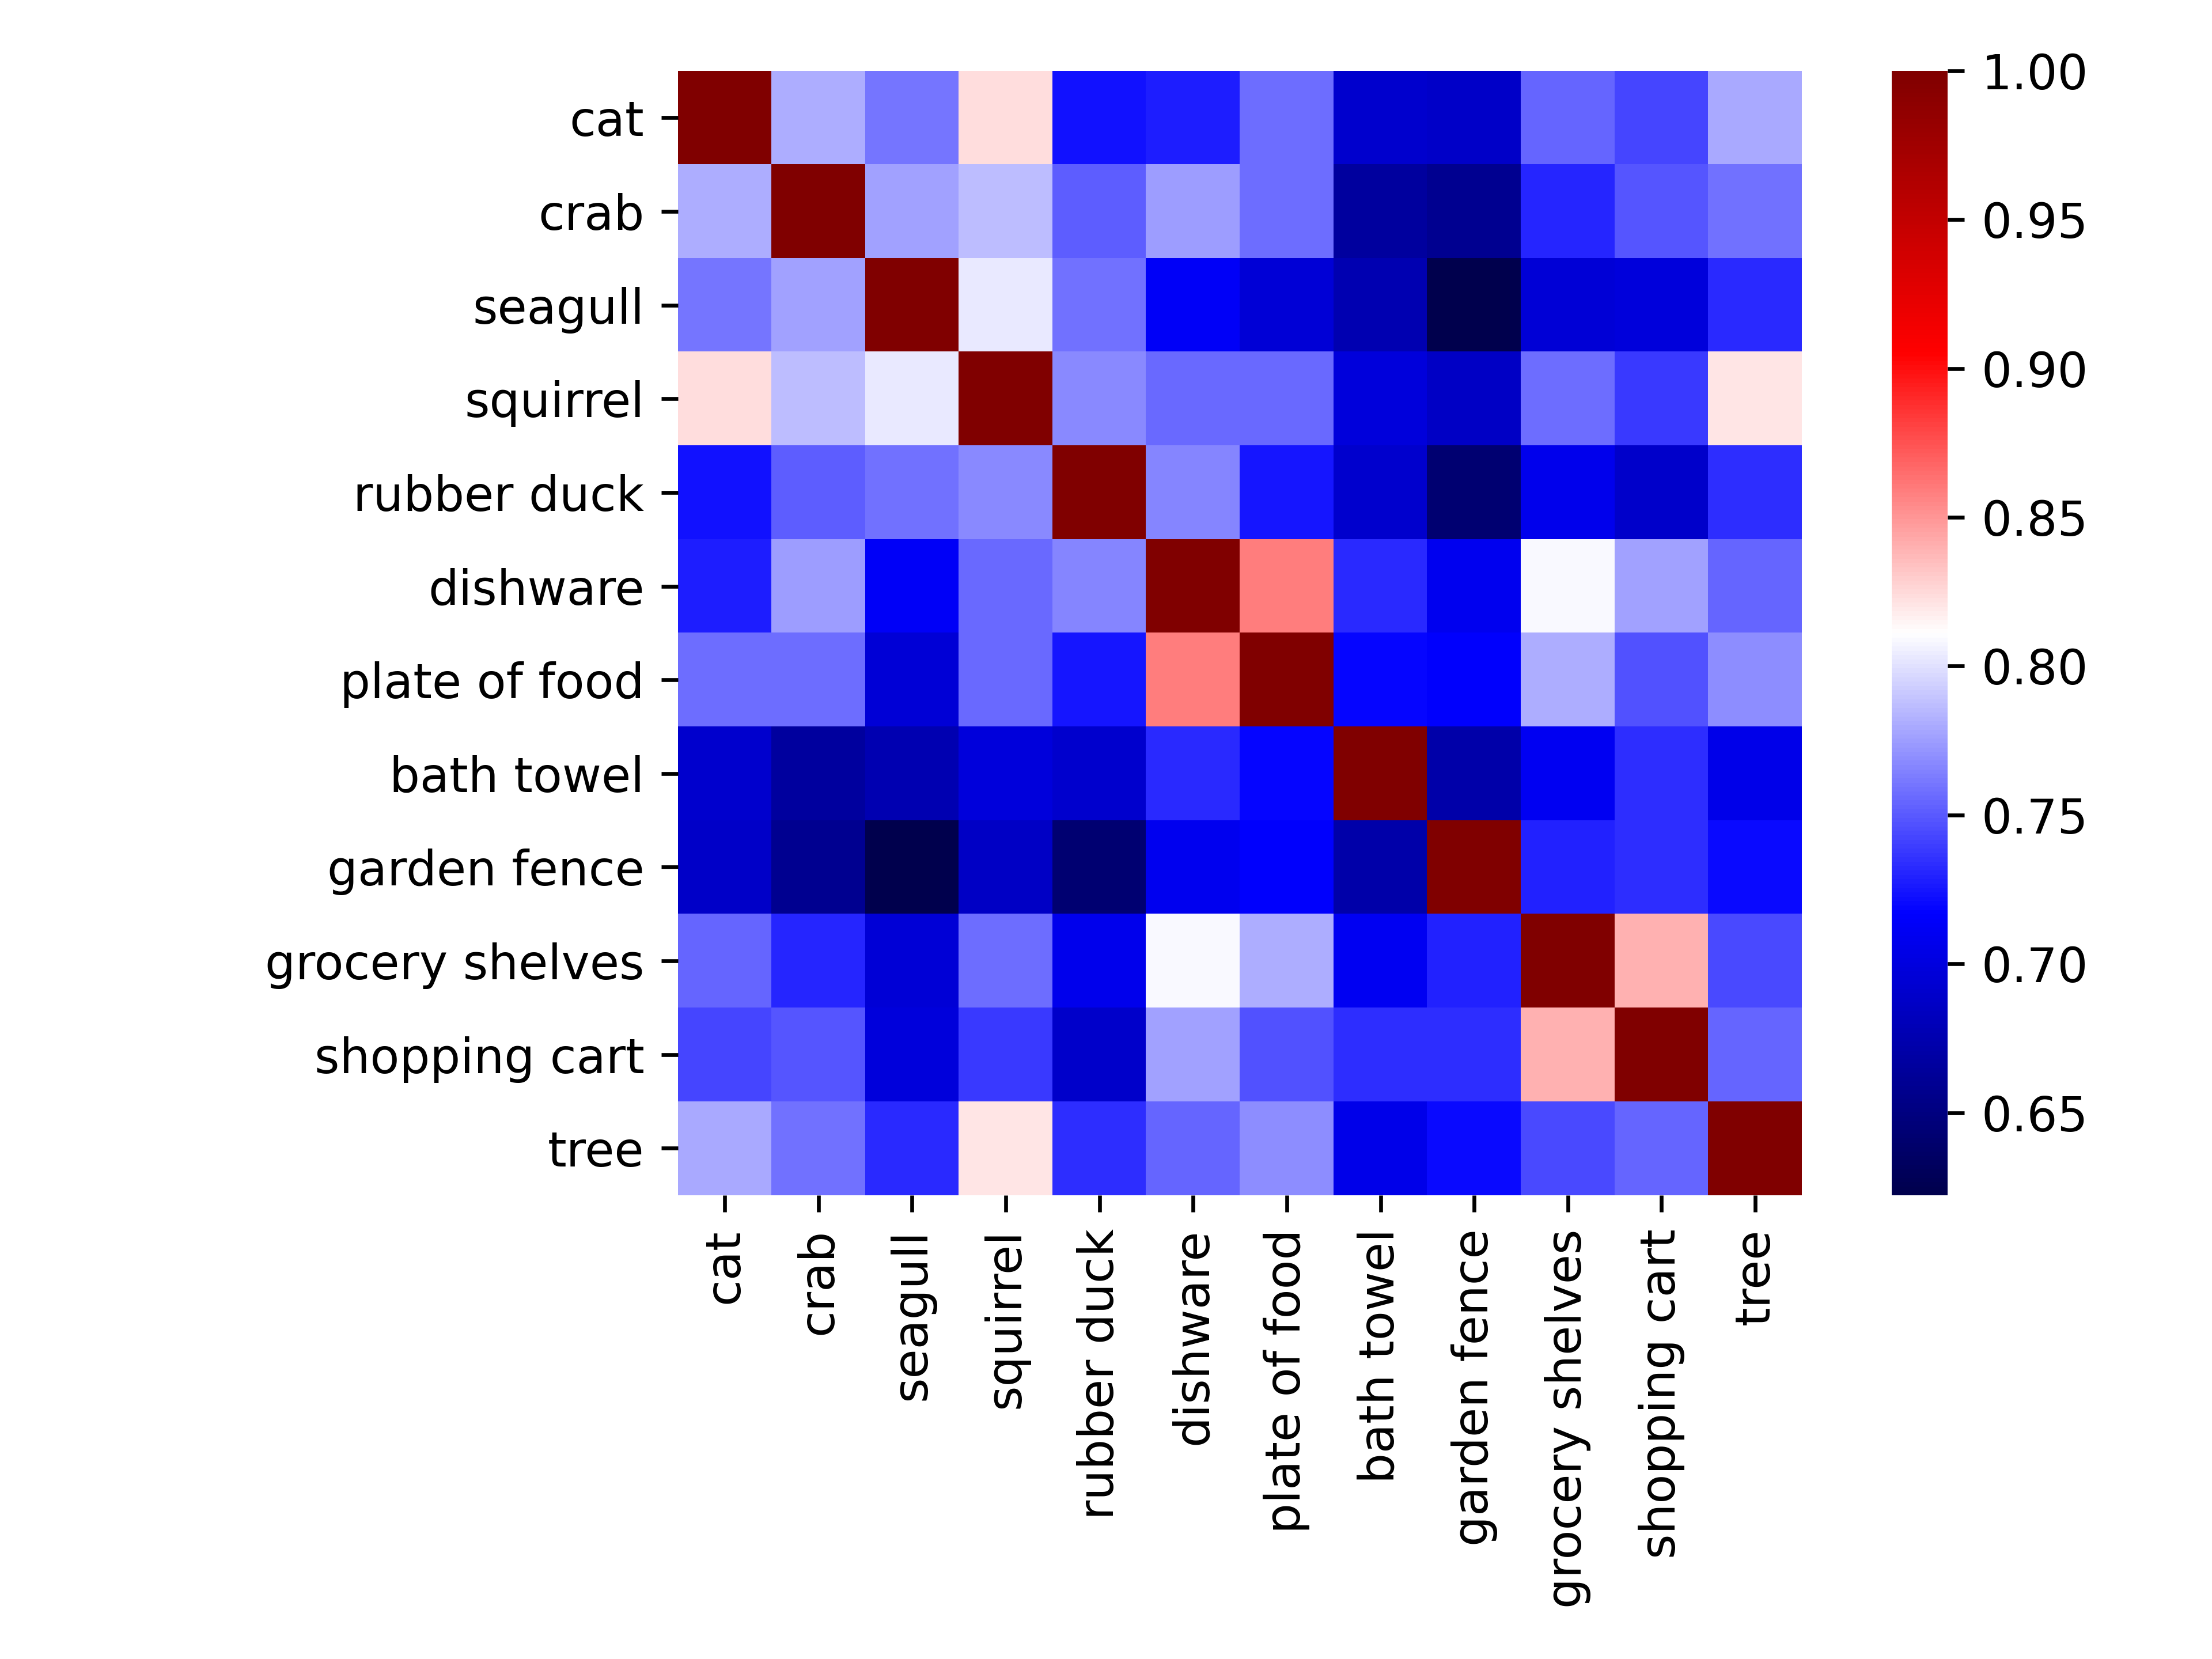 cat
crab
seagull
squirrel
rubber duck
dishware
plate of food
bath towel
garden fence
grocery shelves
shopping cart
tree
cat
crab
seagull
squirrel
rubber duck
dishware
plate of food
bath towel
garden fence
grocery shelves
shopping cart
tree
1.00
0.95
0.90
0.85
0.80
0.75
0.70
0.65